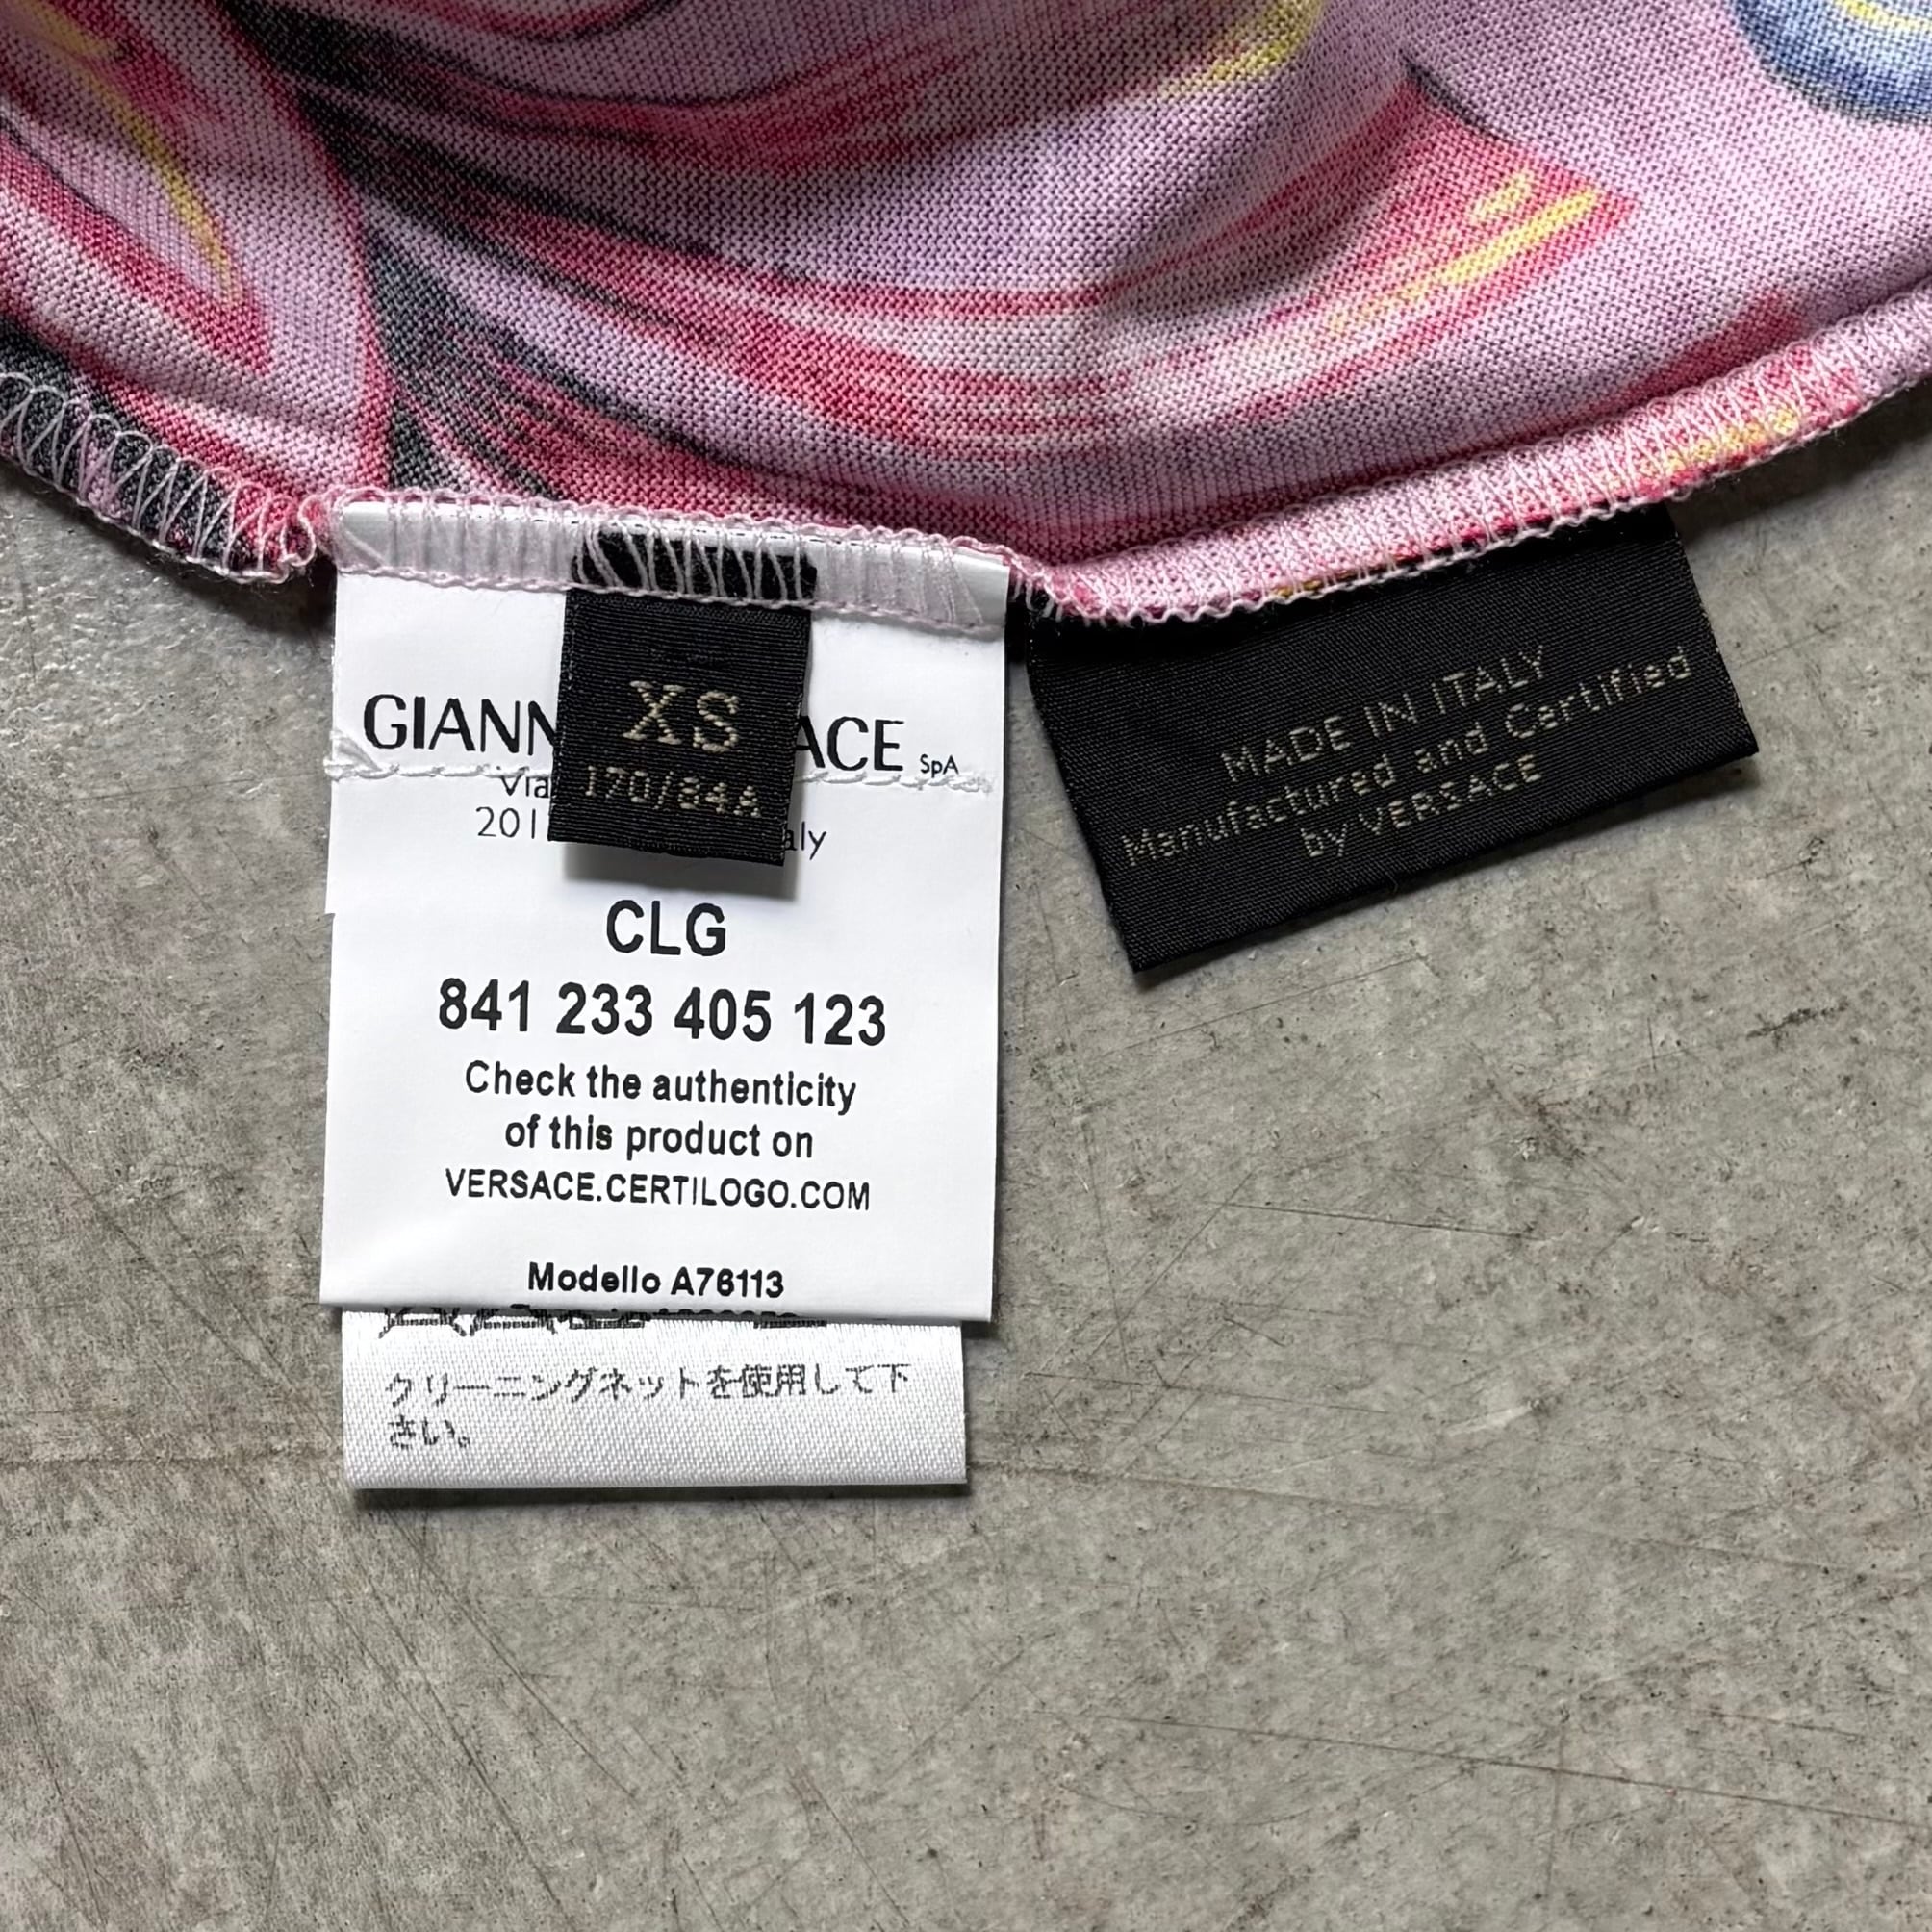 XS
170/84A
GIANN ACE SpA
Via
201 aly
CLG
841 233 405 123
Check the authenticity
of this product on
VERSACE.CERTILOGO.COM
Modello A76113
クリーニングネットを使用して下
さい。
MADE IN ITALY
Manufactured and Certified
by VERSACE